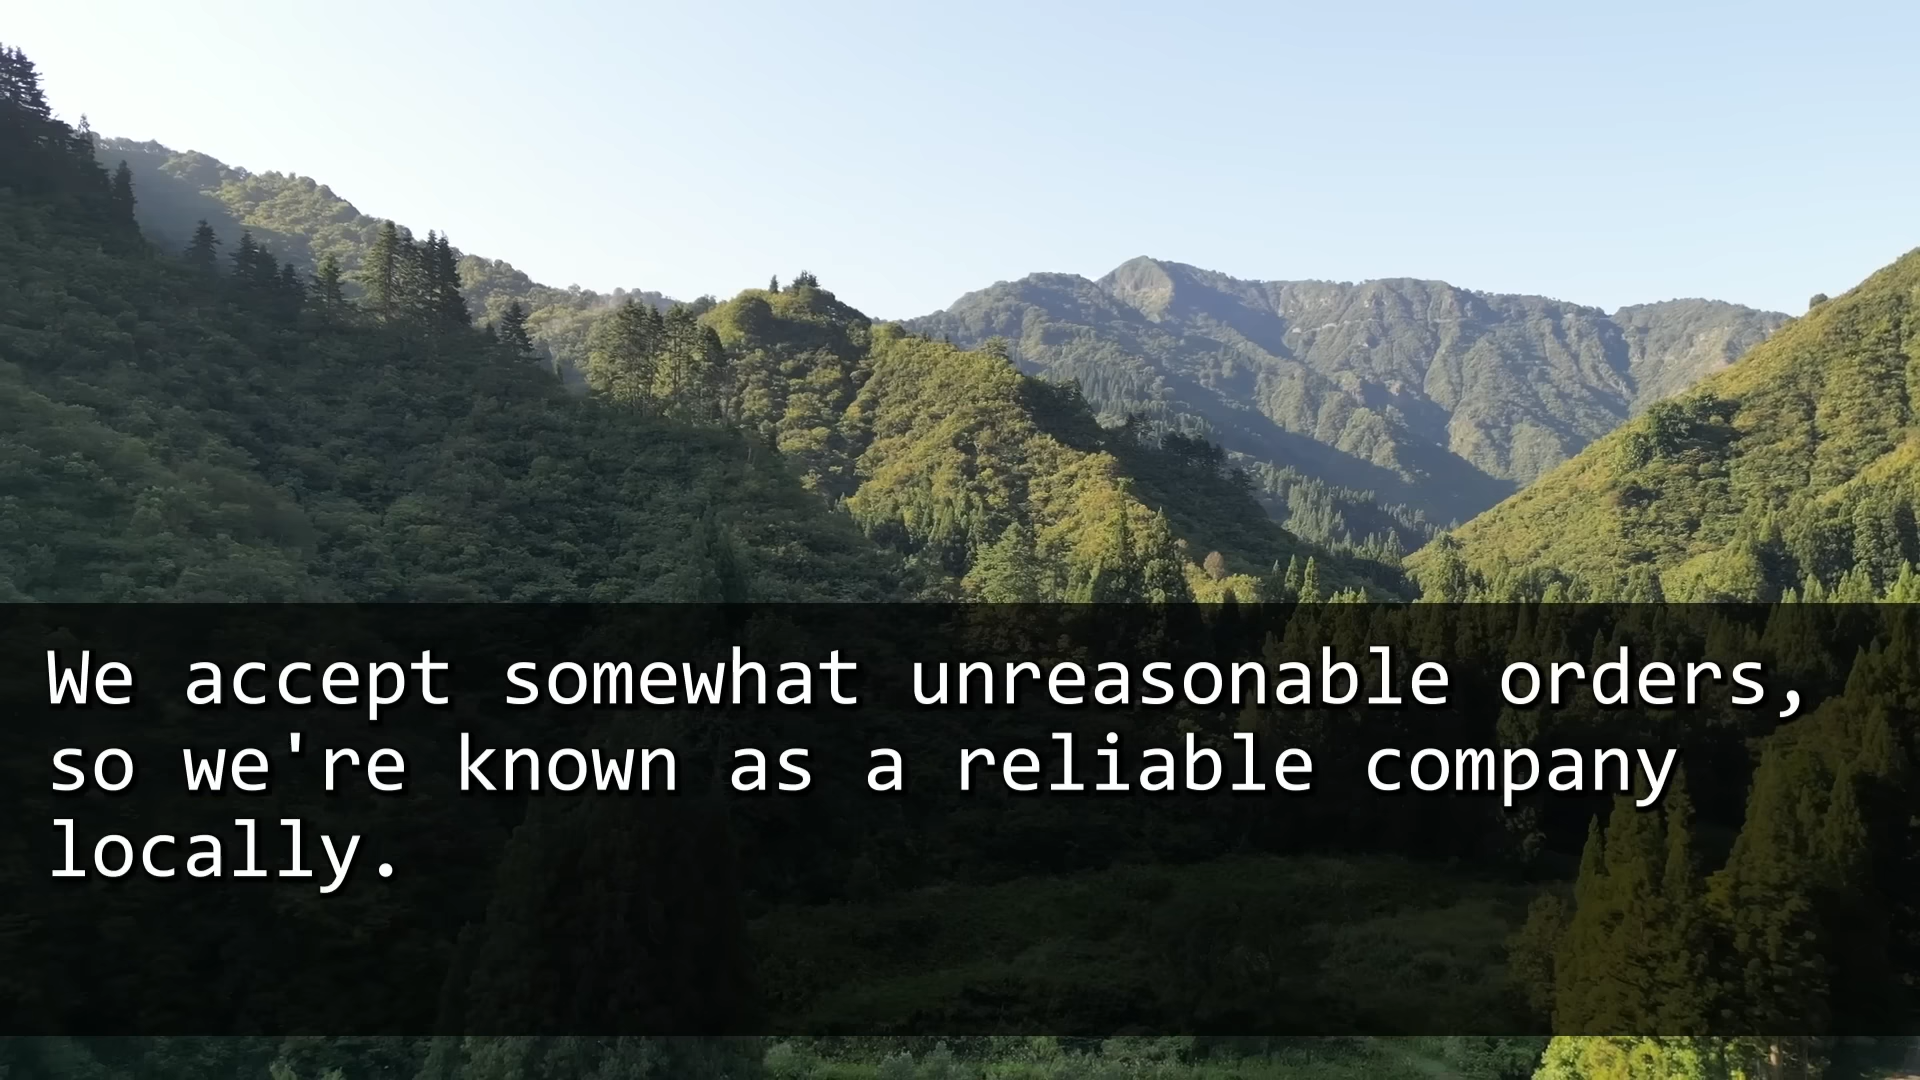 We accept somewhat unreasonable orders,
so we're known as a reliable company
locally.